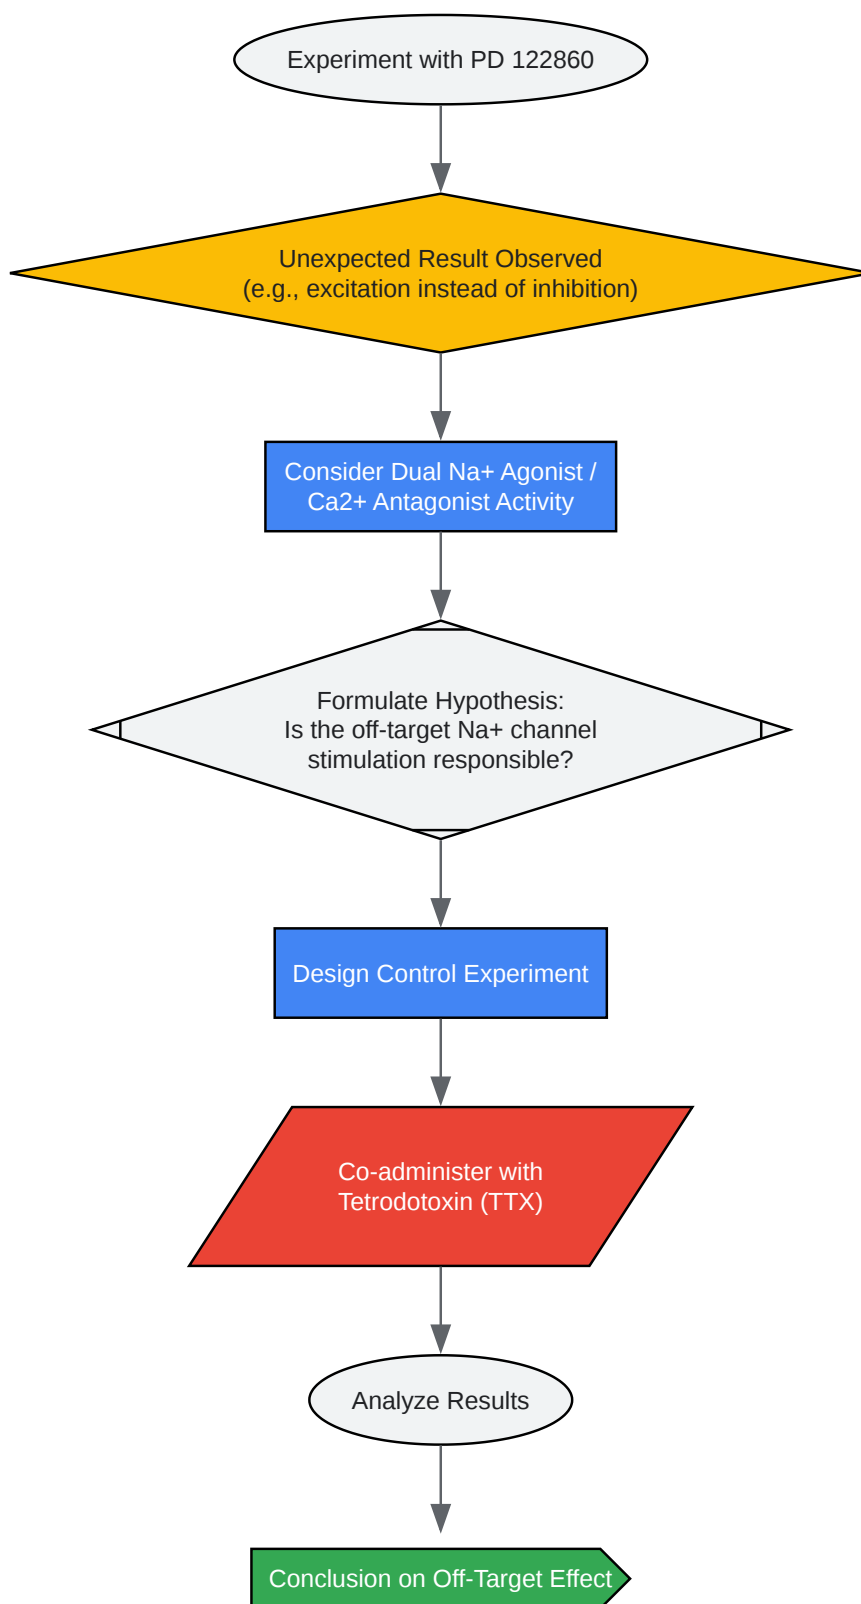 Experiment with PD 122860
Unexpected Result Observed
(e.g., excitation instead of inhibition)
Consider Dual Na+ Agonist /
Ca2+ Antagonist Activity
Formulate Hypothesis:
Is the off-target Na+ channel
stimulation responsible?
Design Control Experiment
Co-administer with
Tetrodotoxin (TTX)
Analyze Results
Conclusion on Off-Target Effect